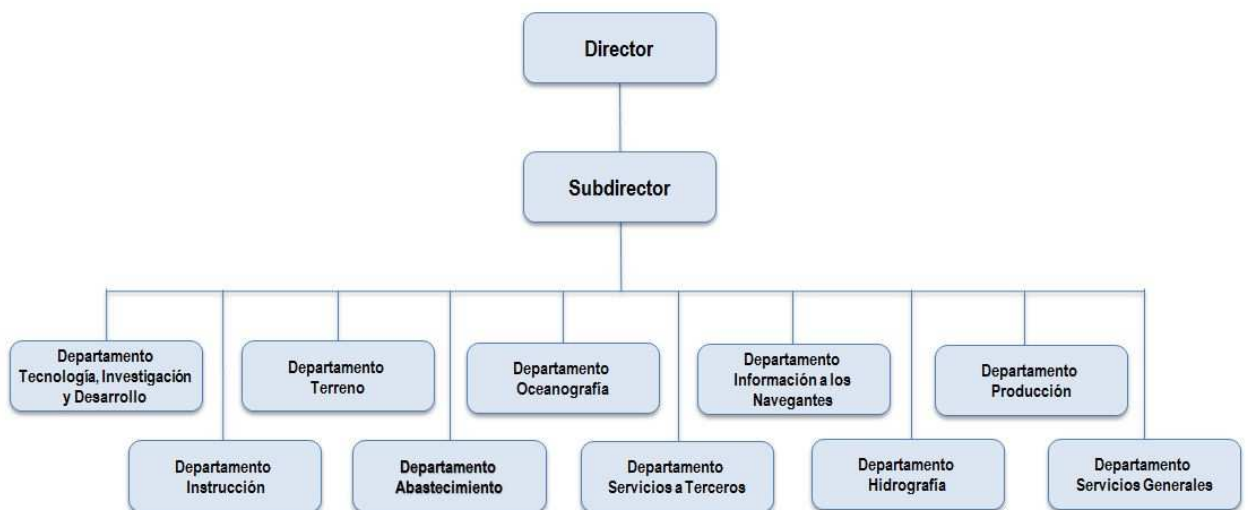 Director
Subdirector
Departamento
Tecnología, Investigación
y Desarrollo
Departamento
Terreno
Departamento
Oceanografía
Departamento
Información a los
Navegantes
Departamento
Producción
Departamento
Instrucción
Departamento
Abastecimiento
Departamento
Servicios a Terceros
Departamento
Hidrografía
Departamento
Servicios Generales